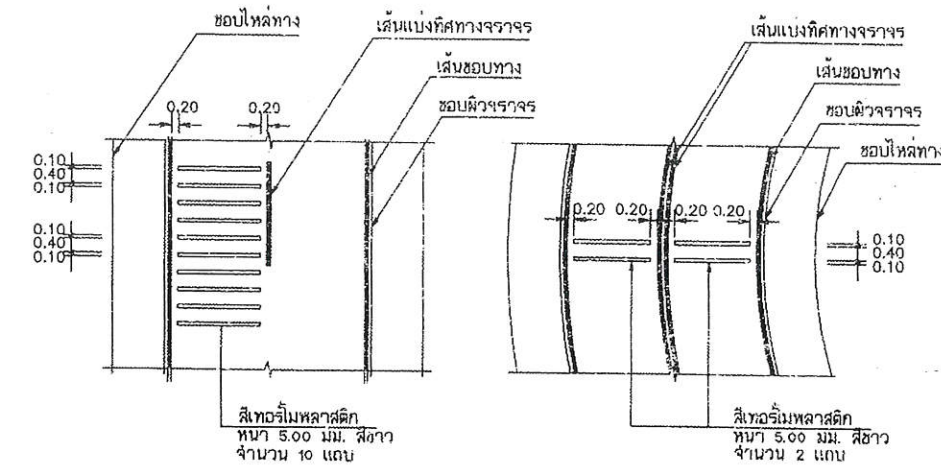 ขอบไหล่ทาง
เส้นแบ่งทิศทางจราจร
เส้นขอบทาง
ขอบผิวจราจร
0.20 0.20
0.10
0.40
0.10
0.10
0.40
0.10
สีเทอร์โมพลาสติก
หนา 5.00 มม. สีขาว
จำนวน 10 แถบ
เส้นแบ่งทิศทางจราจร
เส้นขอบทาง
ขอบผิวจราจร
ขอบไหล่ทาง
0.20 0.20 0.20 0.20
0.10
0.40
0.10
สีเทอร์โมพลาสติก
หนา 5.00 มม. สีขาว
จำนวน 2 แถบ